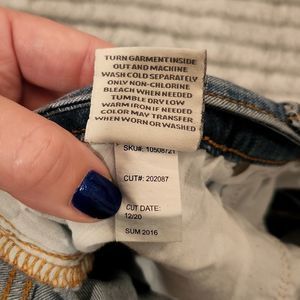 TURN GARMENT INSIDE
OUT AND MACHINE
WASH COLD SEPARATELY
ONLY NON-CHLORINE
BLEACH WHEN NEEDED
TUMBLE DRY LOW
WARM IRON IF NEEDED
COLOR MAY TRANSFER
WHEN WORN OR WASHED
SKU#: 10508721
CUT#: 202087
CUT DATE:
12/20
SUM 2016